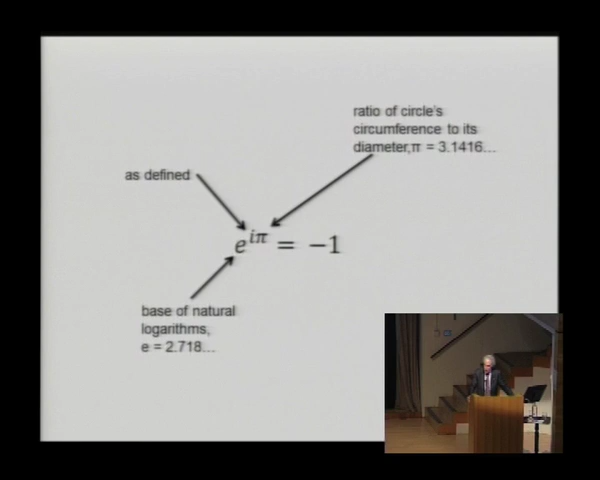 ratio of circle's
circumference to its
diameter,π = 3.1416...
as defined
e^{iπ} = −1
base of natural
logarithms,
e = 2.718...